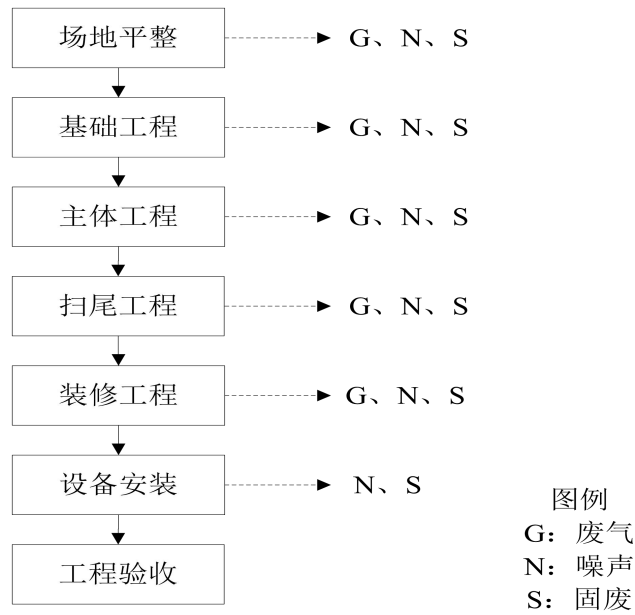 场地平整 G、N、S
基础工程 G、N、S
主体工程 G、N、S
扫尾工程 G、N、S
装修工程 G、N、S
设备安装 N、S
工程验收
图例
G：废气
N：噪声
S：固废